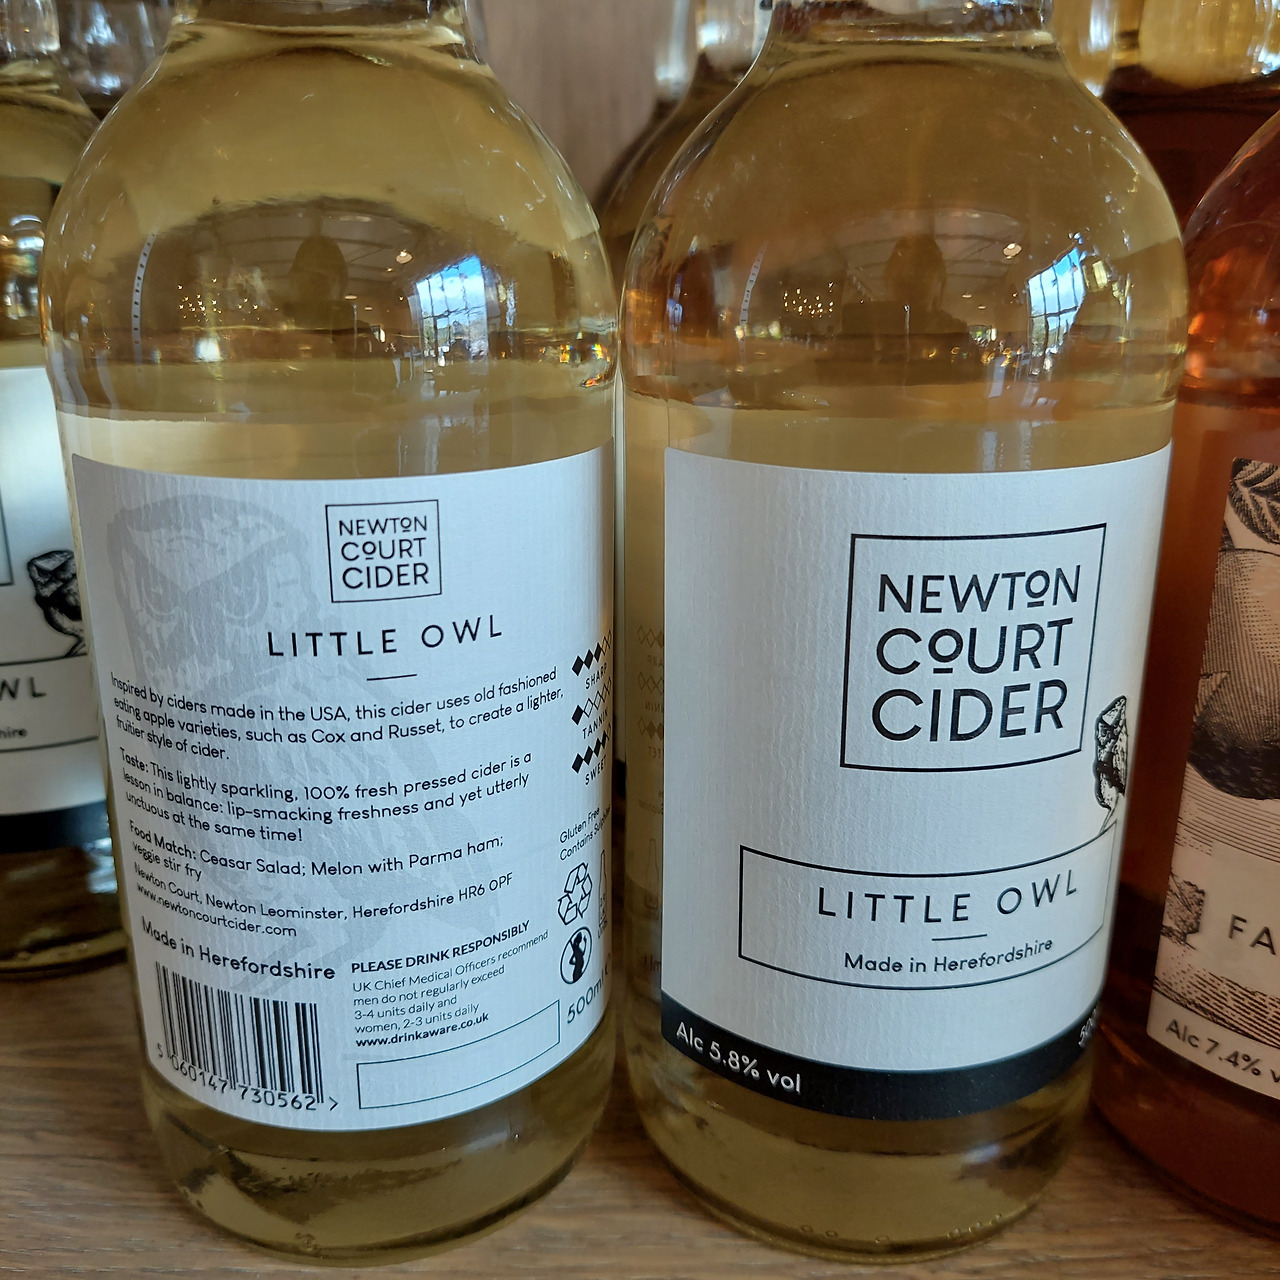 NEWTON
COURT
CIDER
LITTLE OWL
Inspired by ciders made in the USA, this cider uses old fashioned
eating apple varieties, such as Cox and Russet, to create a lighter,
fruitier style of cider.
Taste: This lightly sparkling, 100% fresh pressed cider is a
lesson in balance: lip-smacking freshness and yet utterly
unctuous at the same time!
Food Match: Ceasar Salad; Melon with Parma ham;
veggie stir fry
Newton Court, Newton Leominster, Herefordshire HR6 0PF
www.newtoncourtcider.com
Made in Herefordshire
SHARP
TANNIN
SWEET
Gluten Free
Contains
PLEASE DRINK RESPONSIBLY
UK Chief Medical Officers recommend
men do not regularly exceed
3-4 units daily and
women, 2-3 units daily
www.drinkaware.co.uk
500ml
5 060147 730562 >
NEWTON
COURT
CIDER
LITTLE OWL
Made in Herefordshire
Alc 5.8% vol
WL
hire
FA
Alc 7.4% v